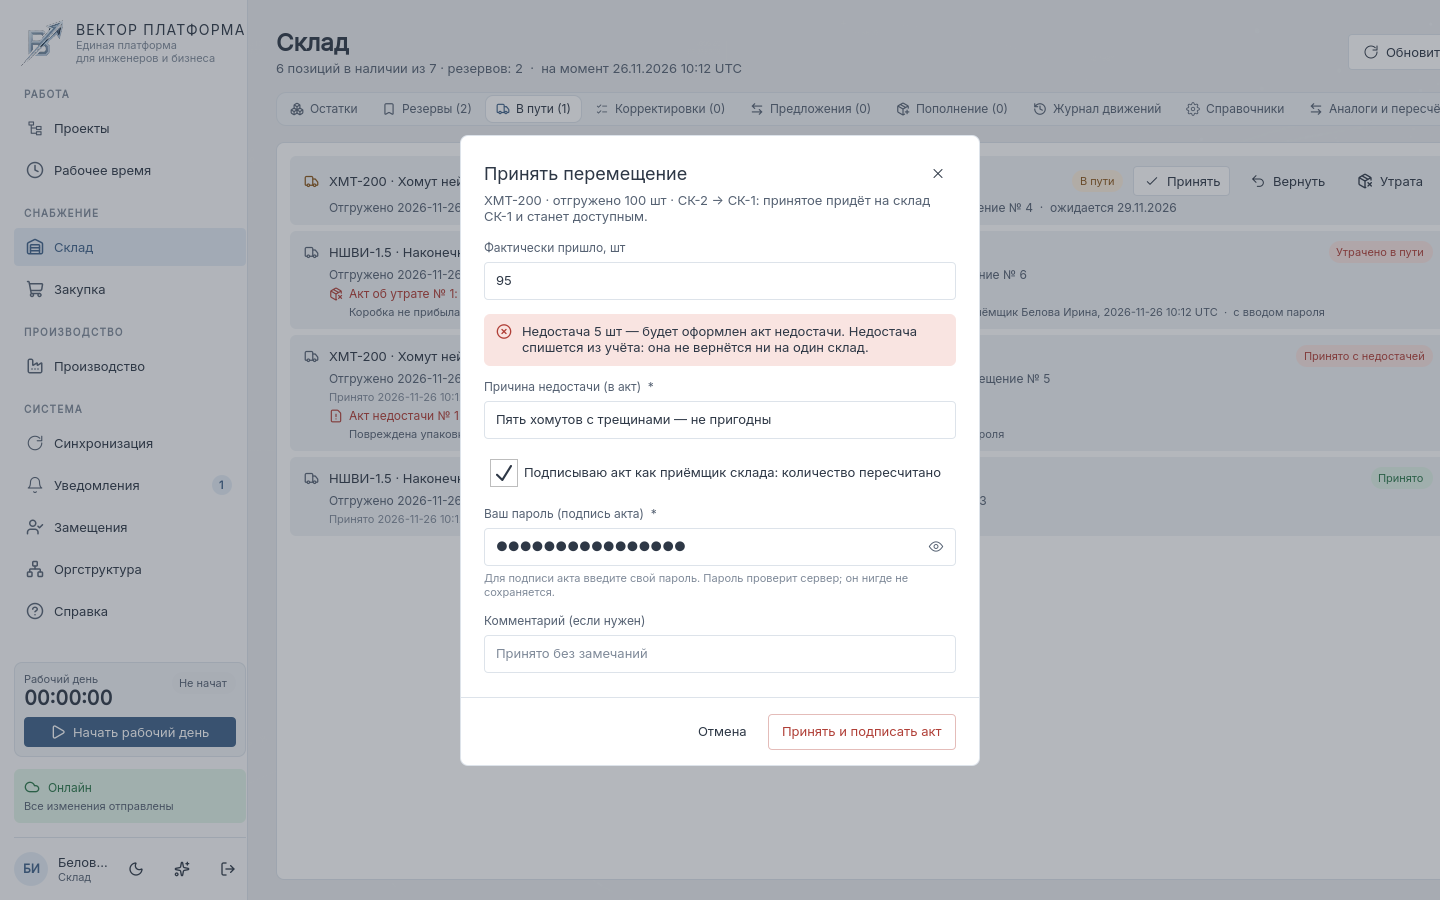 ВЕКТОР ПЛАТФОРМА
Единая платформа
для инженеров и бизнеса
РАБОТА
Проекты
Рабочее время
СНАБЖЕНИЕ
Склад
Закупка
ПРОИЗВОДСТВО
Производство
СИСТЕМА
Синхронизация
Уведомления 1
Замещения
Оргструктура
Справка
Рабочий день
Не начат
00:00:00
Начать рабочий день
Онлайн
Все изменения отправлены
БИ
Белов...
Склад
Склад
6 позиций в наличии из 7 · резервов: 2 · на момент 26.11.2026 10:12 UTC
Обновит
Остатки
Резервы (2)
В пути (1)
Корректировки (0)
Предложения (0)
Пополнение (0)
Журнал движений
Справочники
Аналоги и пересчё
ХМТ-200 · Хомут ней
В пути
Принять
Вернуть
Утрата
Отгружено 2026-11-26
ение № 4 · ожидается 29.11.2026
НШВИ-1.5 · Наконечн
Утрачено в пути
Отгружено 2026-11-26
ние № 6
Акт об утрате № 1:
Коробка не прибыла
ёмщик Белова Ирина, 2026-11-26 10:12 UTC · с вводом пароля
ХМТ-200 · Хомут ней
Принято с недостачей
Отгружено 2026-11-26
ещение № 5
Принято 2026-11-26 10:1
Акт недостачи № 1
Повреждена упаковк
роля
НШВИ-1.5 · Наконечн
Принято
Отгружено 2026-11-26
3
Принято 2026-11-26 10:1
Принять перемещение
ХМТ-200 · отгружено 100 шт · СК-2 → СК-1: принятое придёт на склад
СК-1 и станет доступным.
Фактически пришло, шт
95
Недостача 5 шт — будет оформлен акт недостачи. Недостача
спишется из учёта: она не вернётся ни на один склад.
Причина недостачи (в акт) *
Пять хомутов с трещинами — не пригодны
Подписываю акт как приёмщик склада: количество пересчитано
Ваш пароль (подпись акта) *
●●●●●●●●●●●●●●●●
Для подписи акта введите свой пароль. Пароль проверит сервер; он нигде не
сохраняется.
Комментарий (если нужен)
Принято без замечаний
Отмена
Принять и подписать акт